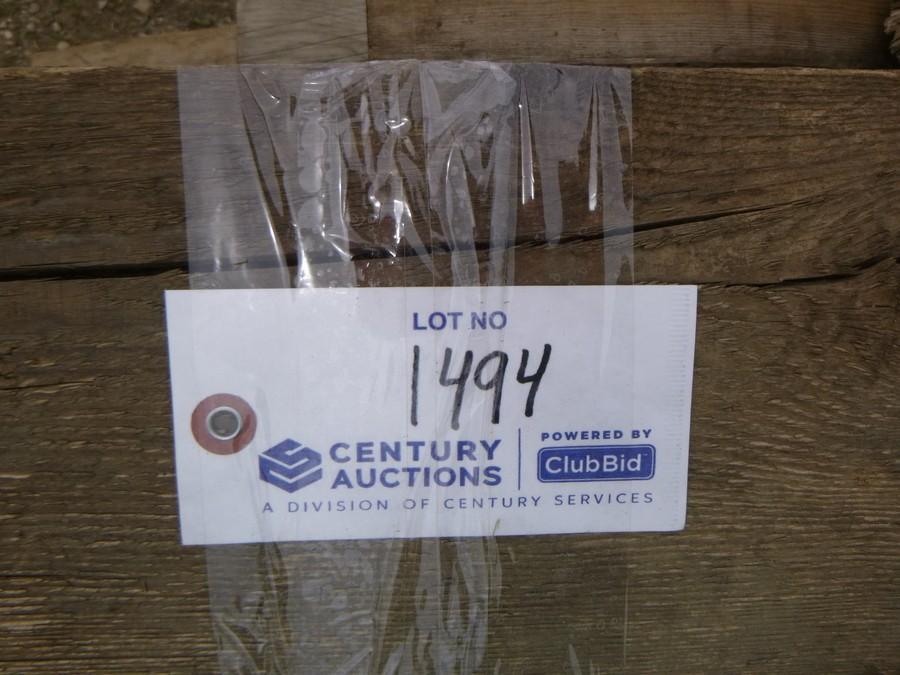 LOT NO
1494
CENTURY
AUCTIONS
POWERED BY
ClubBid
A DIVISION OF CENTURY SERVICES